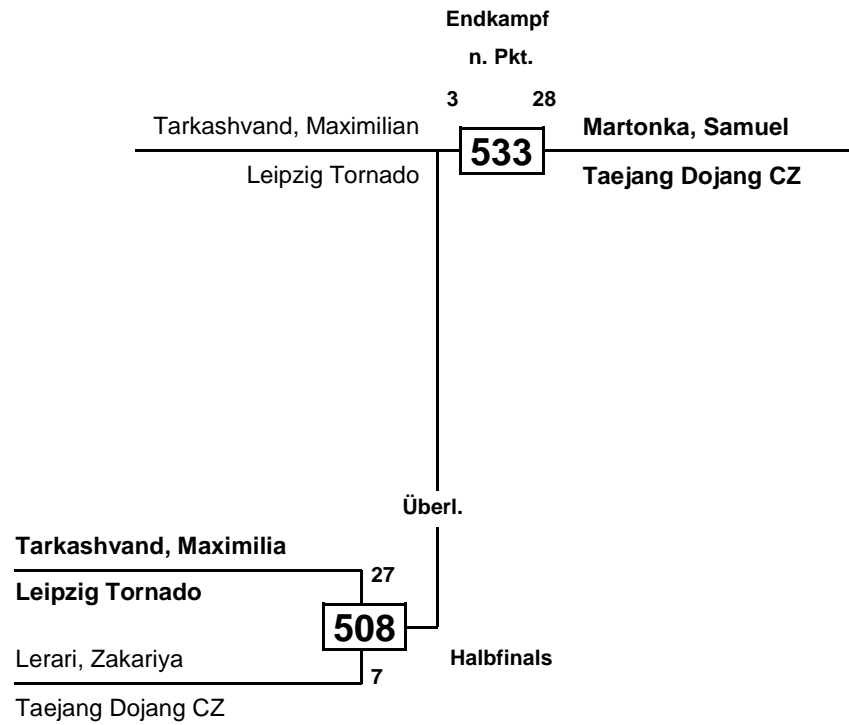 Endkampf
n. Pkt.
3 28
Tarkashvand, Maximilian
Leipzig Tornado
533
Martonka, Samuel
Taejang Dojang CZ
Überl.
Tarkashvand, Maximilia
27
Leipzig Tornado
508
Lerari, Zakariya
Halbfinals
7
Taejang Dojang CZ